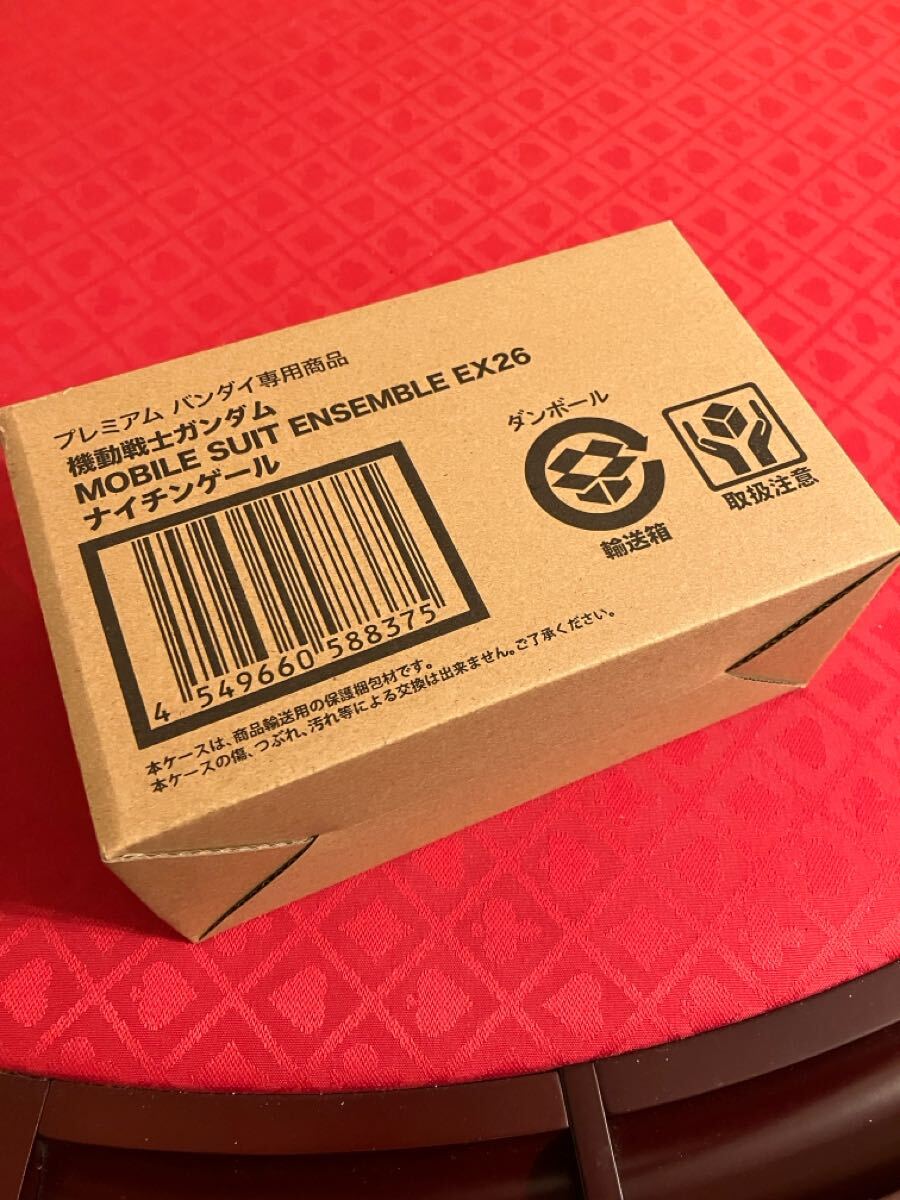 プレミアム バンダイ専用商品
機動戦士ガンダム
MOBILE SUIT ENSEMBLE EX26
ナイチンゲール
4 549660 588375
ダンボール
輸送箱
取扱注意
本ケースは、商品輸送用の保護梱包材です。
本ケースの傷、つぶれ、汚れ等による交換は出来ません。ご了承ください。